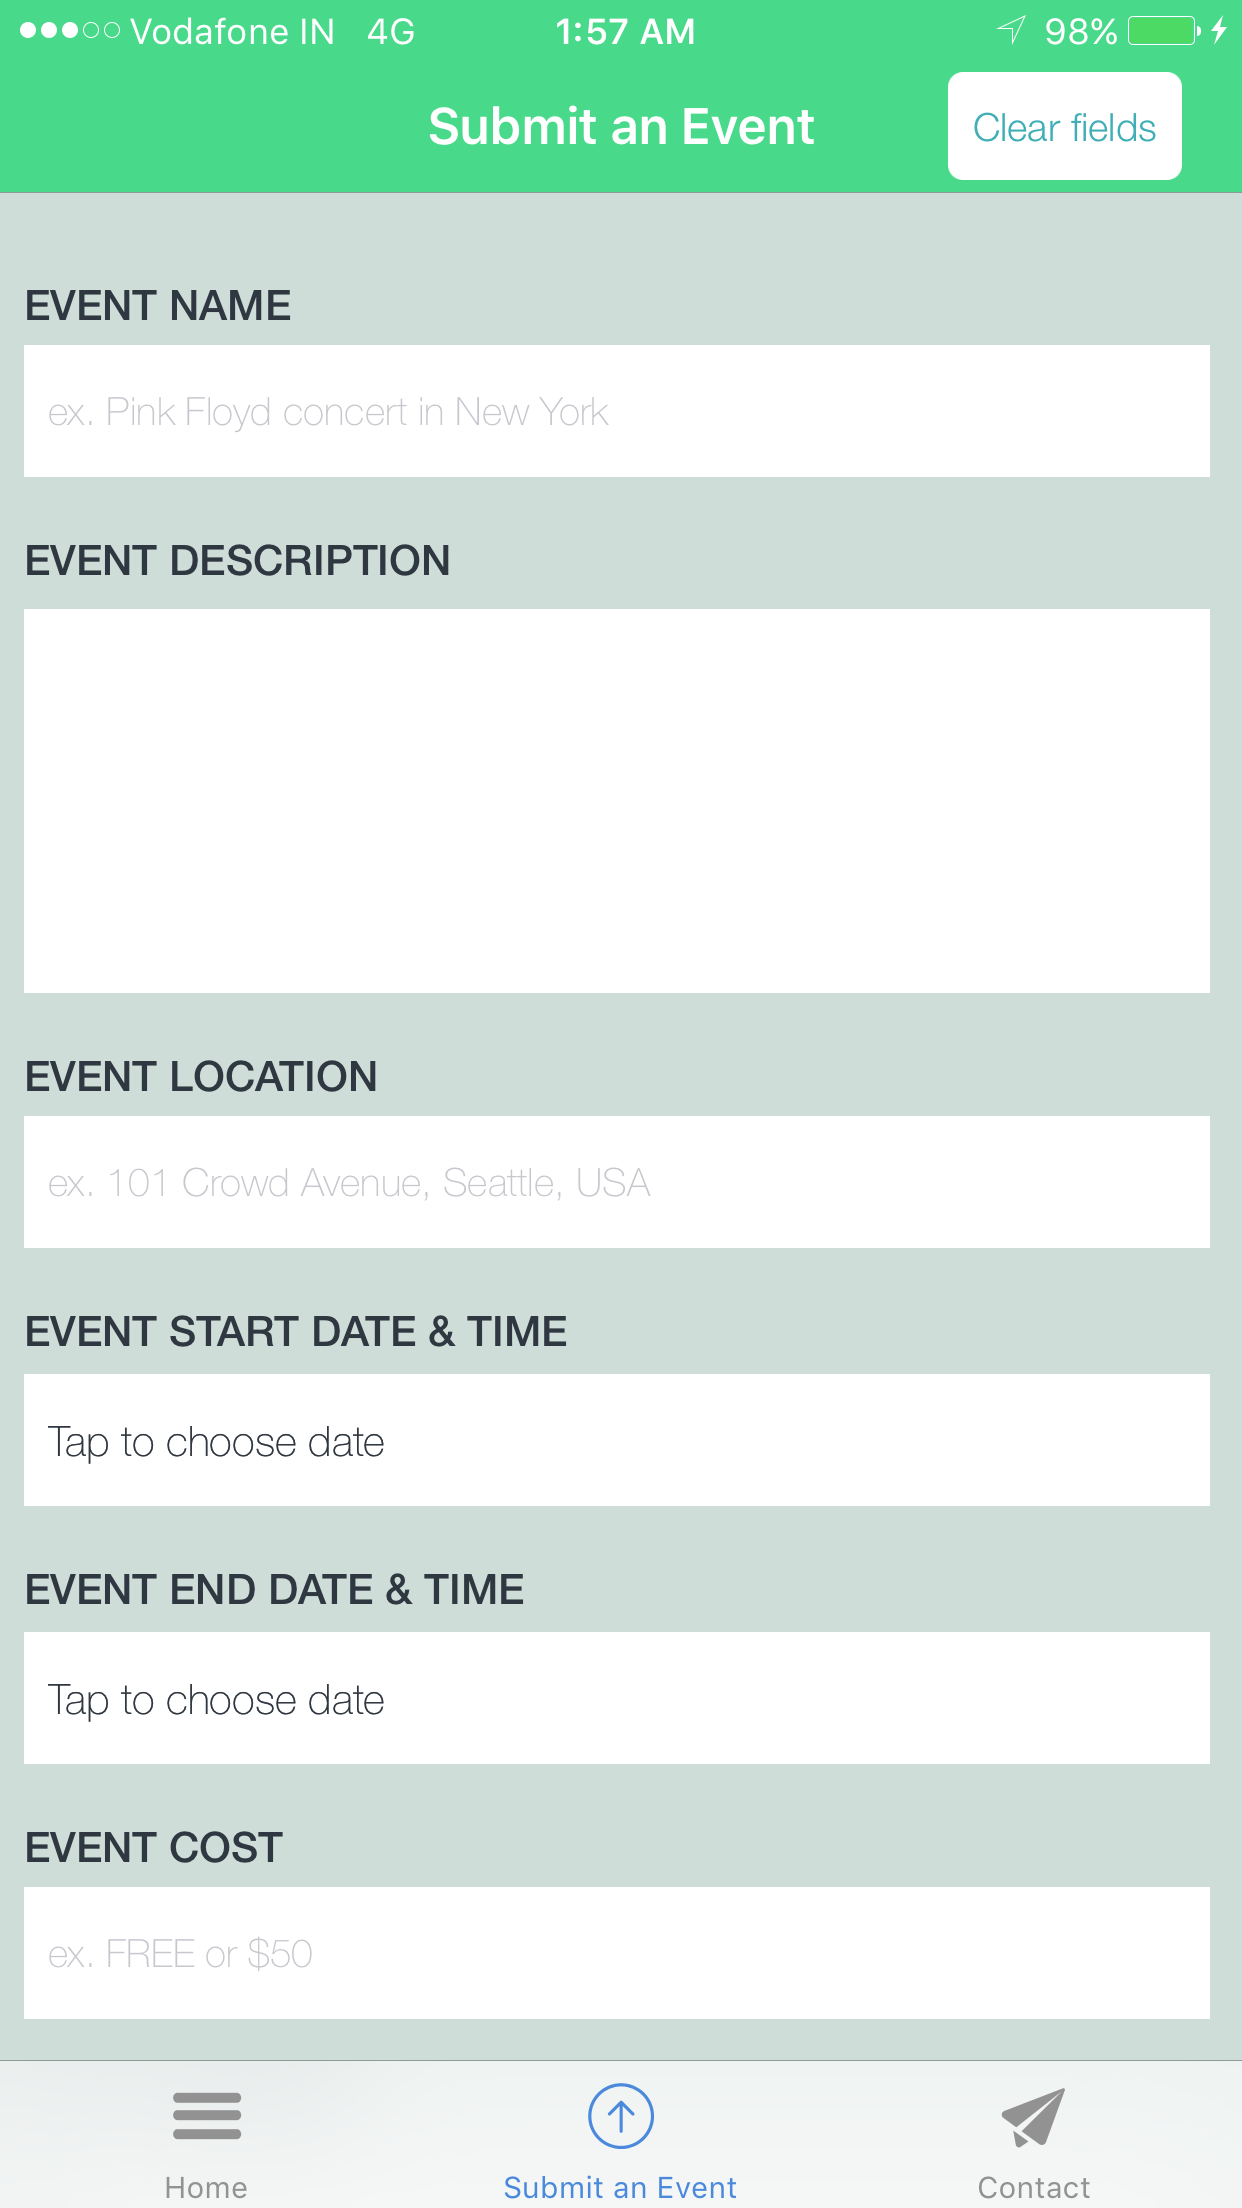 Vodafone IN 4G 1:57 AM 98%
Submit an Event
Clear fields
EVENT NAME
ex. Pink Floyd concert in New York
EVENT DESCRIPTION
EVENT LOCATION
ex. 101 Crowd Avenue, Seattle, USA
EVENT START DATE & TIME
Tap to choose date
EVENT END DATE & TIME
Tap to choose date
EVENT COST
ex. FREE or $50
Home
Submit an Event
Contact